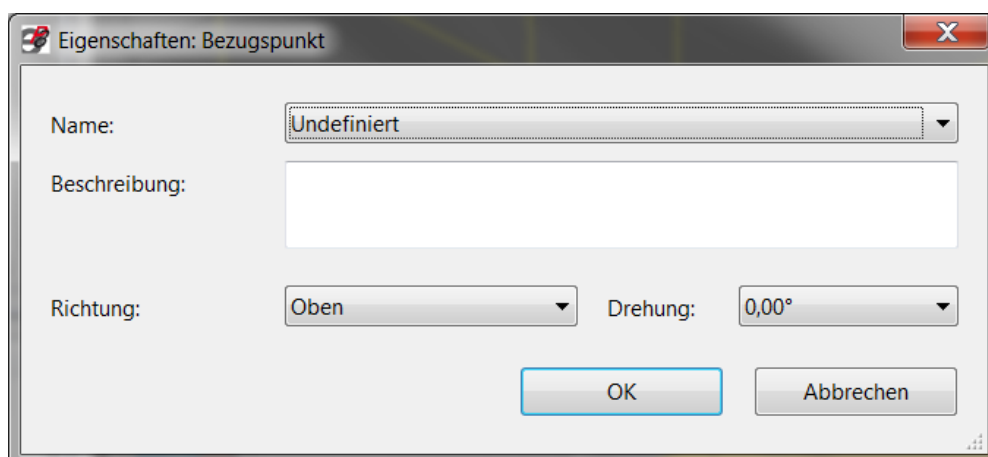 Eigenschaften: Bezugspunkt
Name: Undefiniert
Beschreibung:
Richtung: Oben Drehung: 0,00°
OK Abbrechen